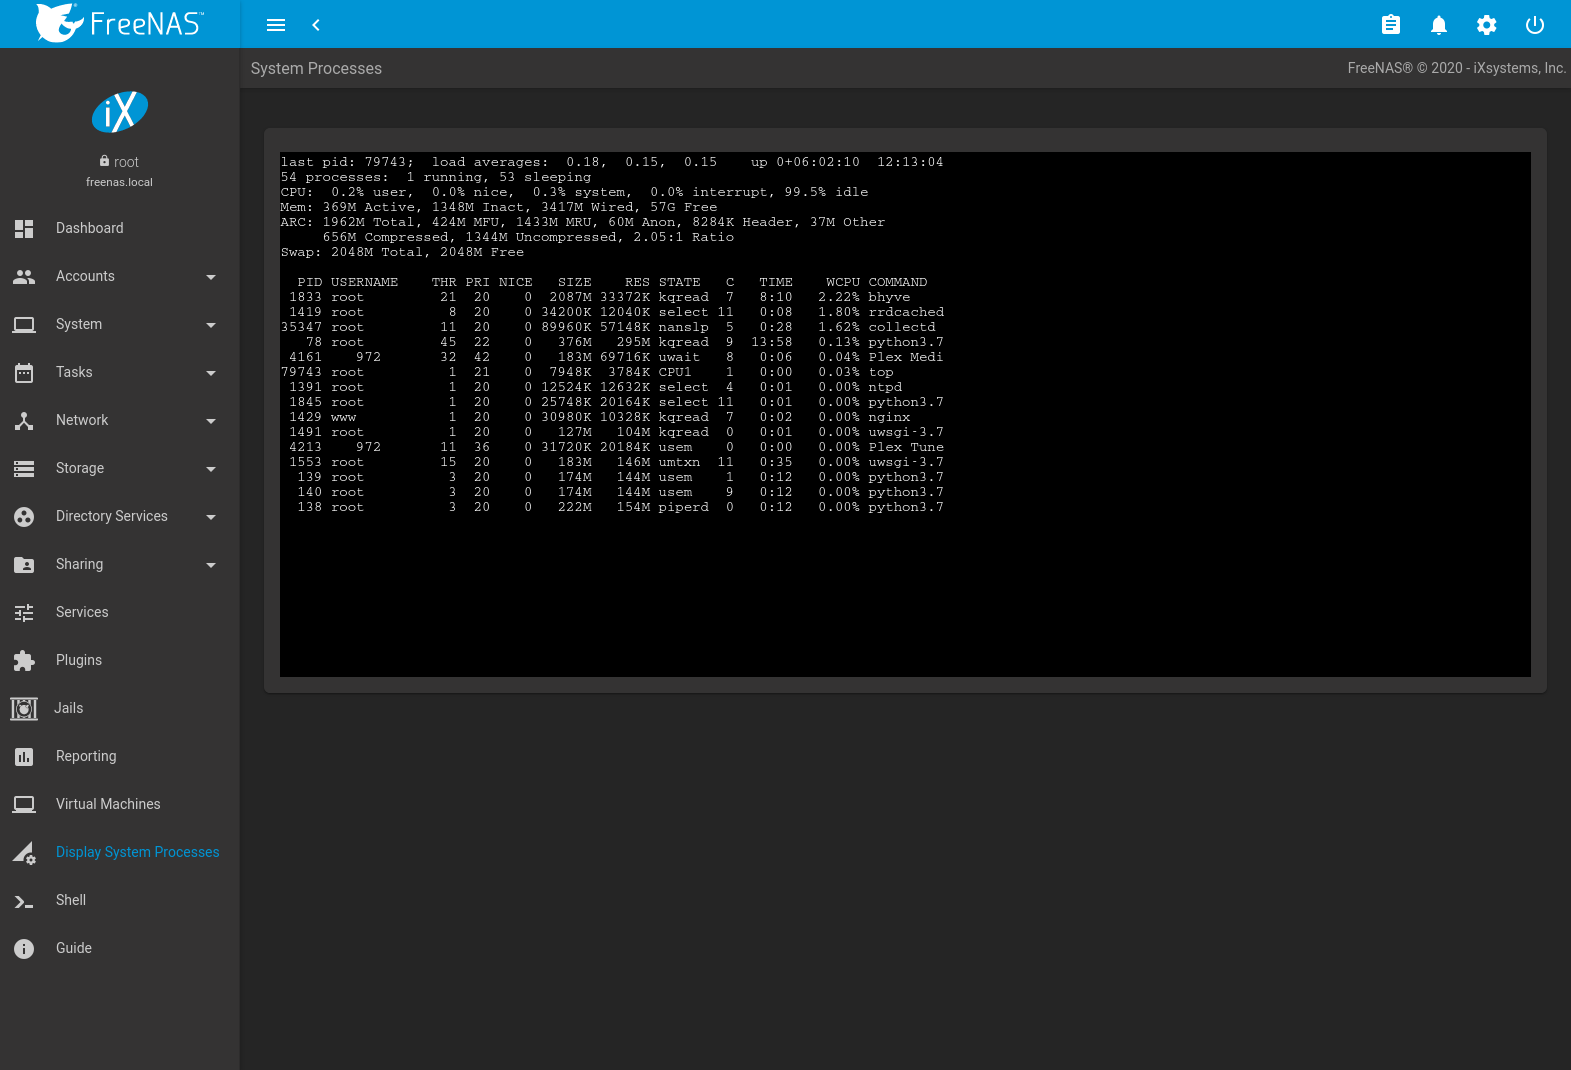 FreeNAS™
System Processes
FreeNAS® © 2020 - iXsystems, Inc.
iX
root
freenas.local
Dashboard
Accounts
System
Tasks
Network
Storage
Directory Services
Sharing
Services
Plugins
Jails
Reporting
Virtual Machines
Display System Processes
Shell
Guide
last pid: 79743;  load averages:  0.18,  0.15,  0.15    up 0+06:02:10  12:13:04
54 processes:  1 running, 53 sleeping
CPU:  0.2% user,  0.0% nice,  0.3% system,  0.0% interrupt, 99.5% idle
Mem: 369M Active, 1348M Inact, 3417M Wired, 57G Free
ARC: 1962M Total, 424M MFU, 1433M MRU, 60M Anon, 8284K Header, 37M Other
     656M Compressed, 1344M Uncompressed, 2.05:1 Ratio
Swap: 2048M Total, 2048M Free
  PID USERNAME    THR PRI NICE   SIZE    RES STATE   C   TIME    WCPU COMMAND
 1833 root         21  20    0  2087M 33372K kqread  7   8:10   2.22% bhyve
 1419 root          8  20    0 34200K 12040K select 11   0:08   1.80% rrdcached
35347 root         11  20    0 89960K 57148K nanslp  5   0:28   1.62% collectd
   78 root         45  22    0   376M   295M kqread  9  13:58   0.13% python3.7
 4161    972       32  42    0   183M 69716K uwait   8   0:06   0.04% Plex Medi
79743 root          1  21    0  7948K  3784K CPU1    1   0:00   0.03% top
 1391 root          1  20    0 12524K 12632K select  4   0:01   0.00% ntpd
 1845 root          1  20    0 25748K 20164K select 11   0:01   0.00% python3.7
 1429 www           1  20    0 30980K 10328K kqread  7   0:02   0.00% nginx
 1491 root          1  20    0   127M   104M kqread  0   0:01   0.00% uwsgi-3.7
 4213    972       11  36    0 31720K 20184K usem    0   0:00   0.00% Plex Tune
 1553 root         15  20    0   183M   146M umtxn  11   0:35   0.00% uwsgi-3.7
  139 root          3  20    0   174M   144M usem    1   0:12   0.00% python3.7
  140 root          3  20    0   174M   144M usem    9   0:12   0.00% python3.7
  138 root          3  20    0   222M   154M piperd  0   0:12   0.00% python3.7